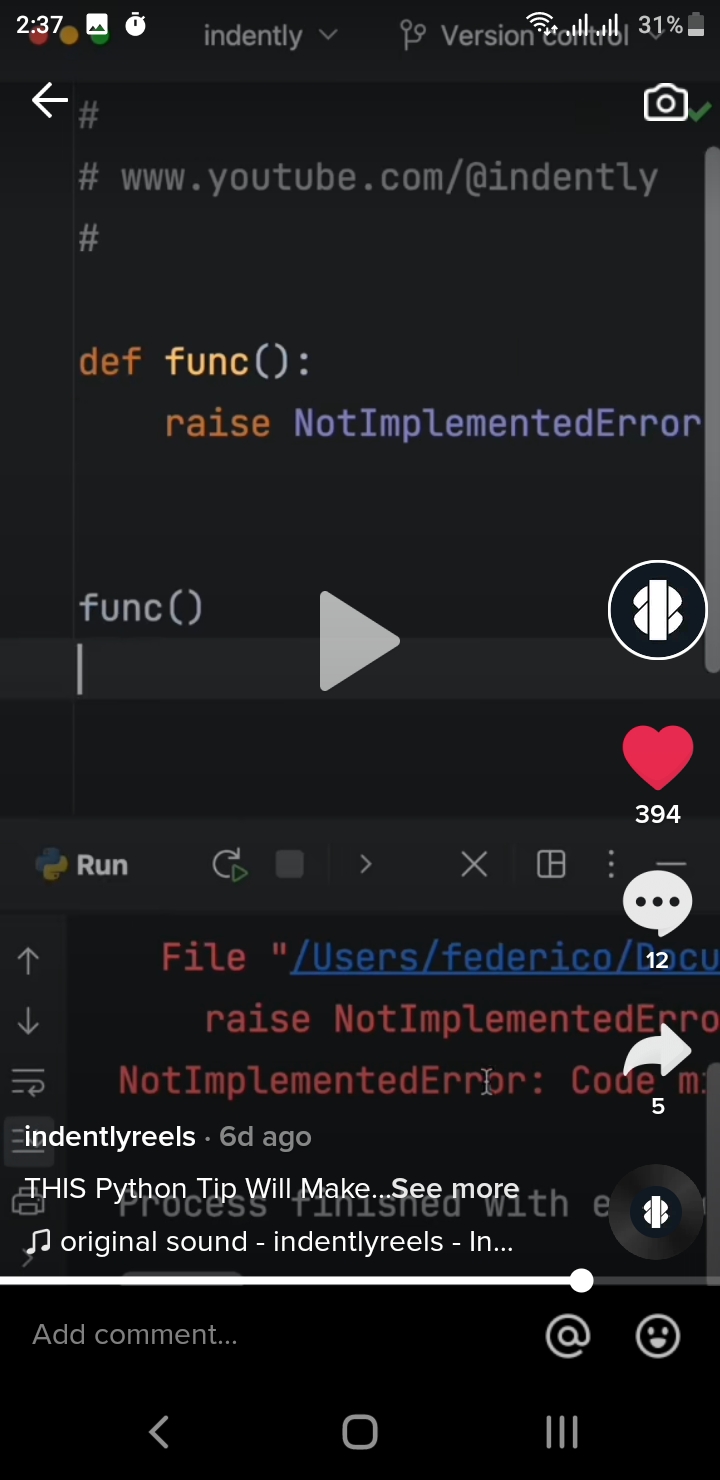 2:37 31%
indently Version control
#
# www.youtube.com/@indently
#
def func():
raise NotImplementedError
func()
394
Run
File "/Users/federico/Docu
12
raise NotImplementedErro
NotImplementedError: Code mi
5
indentlyreels · 6d ago
THIS Python Tip Will Make...See more
Process finished with e
original sound - indentlyreels - In...
Add comment...